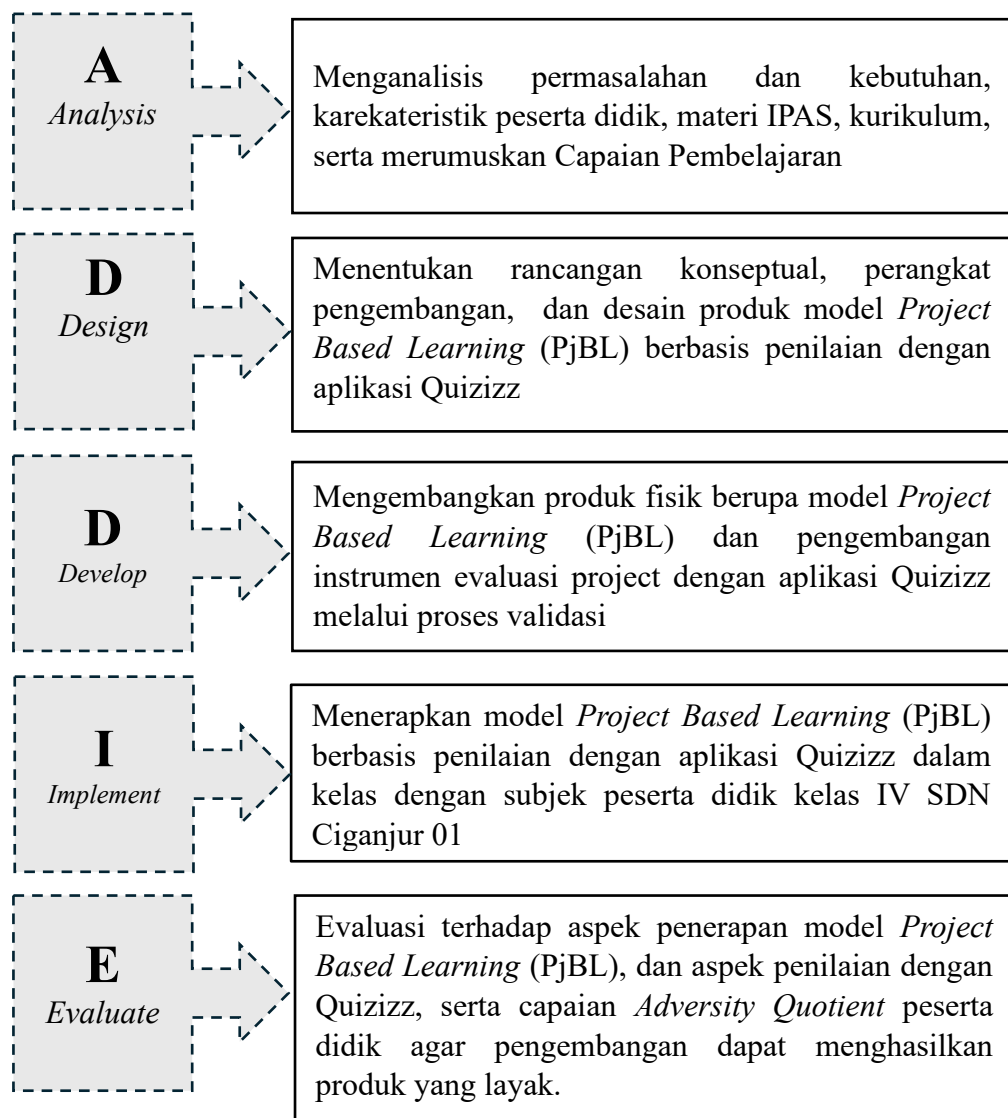 A
Analysis
Menganalisis permasalahan dan kebutuhan,
karekateristik peserta didik, materi IPAS, kurikulum,
serta merumuskan Capaian Pembelajaran
D
Design
Menentukan rancangan konseptual, perangkat
pengembangan, dan desain produk model Project
Based Learning (PjBL) berbasis penilaian dengan
aplikasi Quizizz
D
Develop
Mengembangkan produk fisik berupa model Project
Based Learning (PjBL) dan pengembangan
instrumen evaluasi project dengan aplikasi Quizizz
melalui proses validasi
I
Implement
Menerapkan model Project Based Learning (PjBL)
berbasis penilaian dengan aplikasi Quizizz dalam
kelas dengan subjek peserta didik kelas IV SDN
Ciganjur 01
E
Evaluate
Evaluasi terhadap aspek penerapan model Project
Based Learning (PjBL), dan aspek penilaian dengan
Quizizz, serta capaian Adversity Quotient peserta
didik agar pengembangan dapat menghasilkan
produk yang layak.